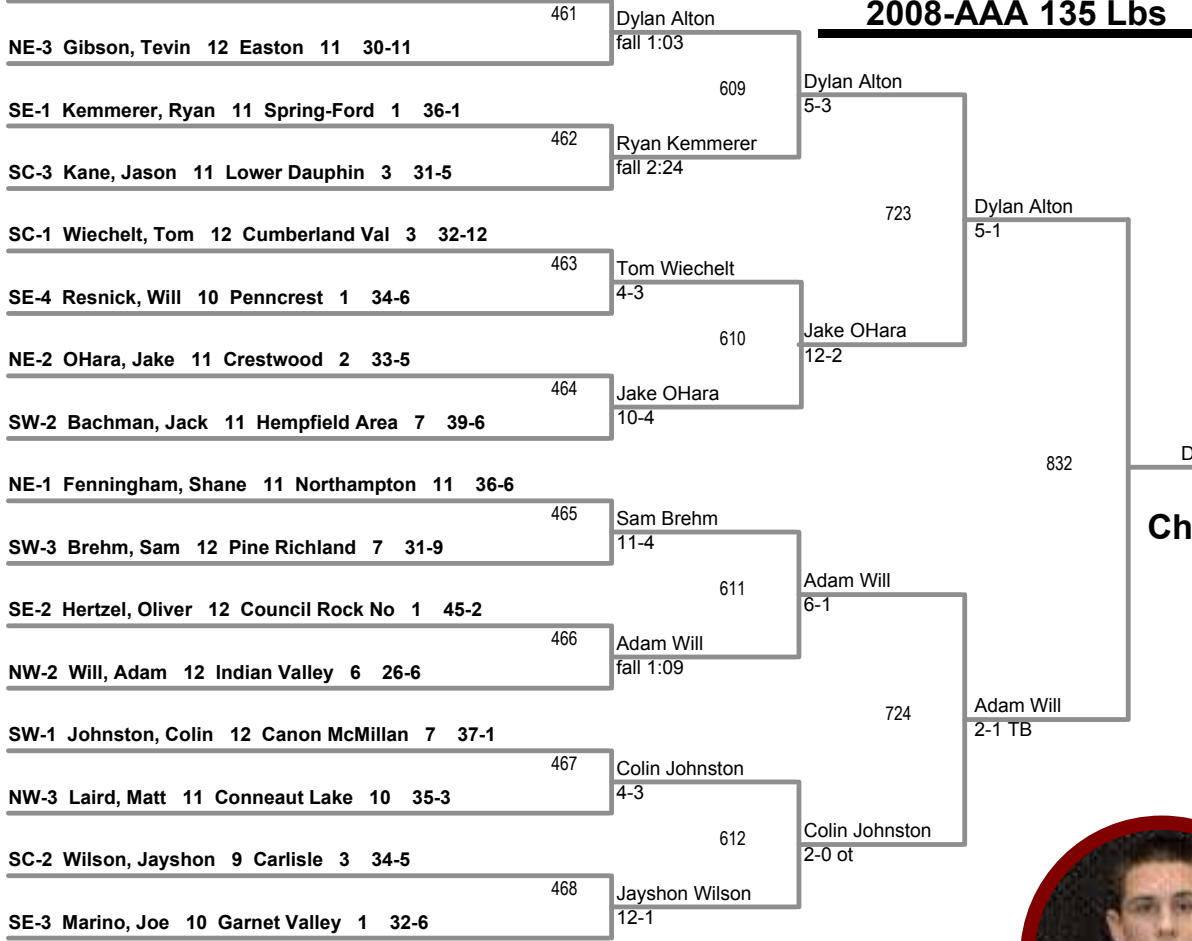 2008-AAA 135 Lbs
461
Dylan Alton
fall 1:03
NE-3 Gibson, Tevin 12 Easton 11 30-11
609
Dylan Alton
5-3
SE-1 Kemmerer, Ryan 11 Spring-Ford 1 36-1
462
Ryan Kemmerer
fall 2:24
SC-3 Kane, Jason 11 Lower Dauphin 3 31-5
723
Dylan Alton
5-1
SC-1 Wiechelt, Tom 12 Cumberland Val 3 32-12
463
Tom Wiechelt
4-3
SE-4 Resnick, Will 10 Penncrest 1 34-6
610
Jake OHara
12-2
NE-2 OHara, Jake 11 Crestwood 2 33-5
464
Jake OHara
10-4
SW-2 Bachman, Jack 11 Hempfield Area 7 39-6
832
D
Ch
NE-1 Fenningham, Shane 11 Northampton 11 36-6
465
Sam Brehm
11-4
SW-3 Brehm, Sam 12 Pine Richland 7 31-9
611
Adam Will
6-1
SE-2 Hertzel, Oliver 12 Council Rock No 1 45-2
466
Adam Will
fall 1:09
NW-2 Will, Adam 12 Indian Valley 6 26-6
724
Adam Will
2-1 TB
SW-1 Johnston, Colin 12 Canon McMillan 7 37-1
467
Colin Johnston
4-3
NW-3 Laird, Matt 11 Conneaut Lake 10 35-3
612
Colin Johnston
2-0 ot
SC-2 Wilson, Jayshon 9 Carlisle 3 34-5
468
Jayshon Wilson
12-1
SE-3 Marino, Joe 10 Garnet Valley 1 32-6